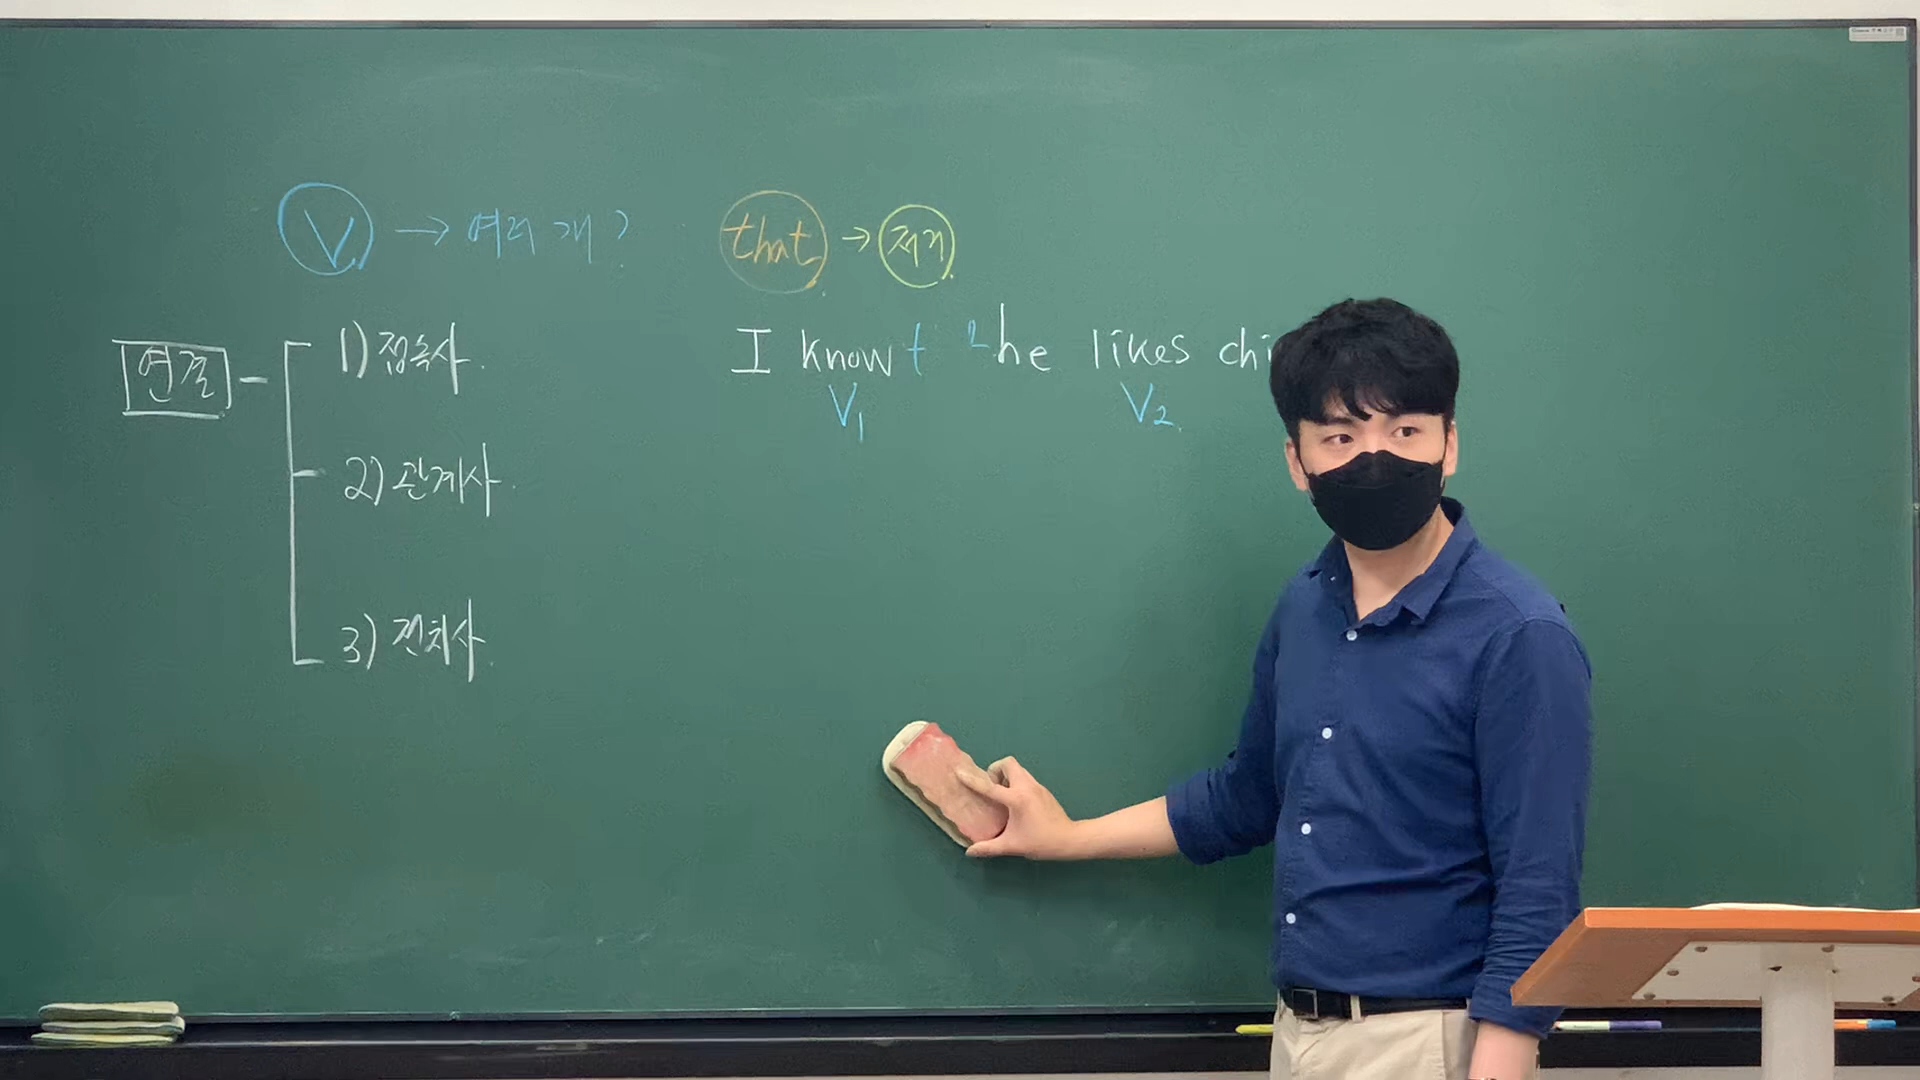 V → 여러 개?
that → 제거
연결
1) 접속사.
2) 관계사.
3) 전치사.
I know he likes chi
V1 V2